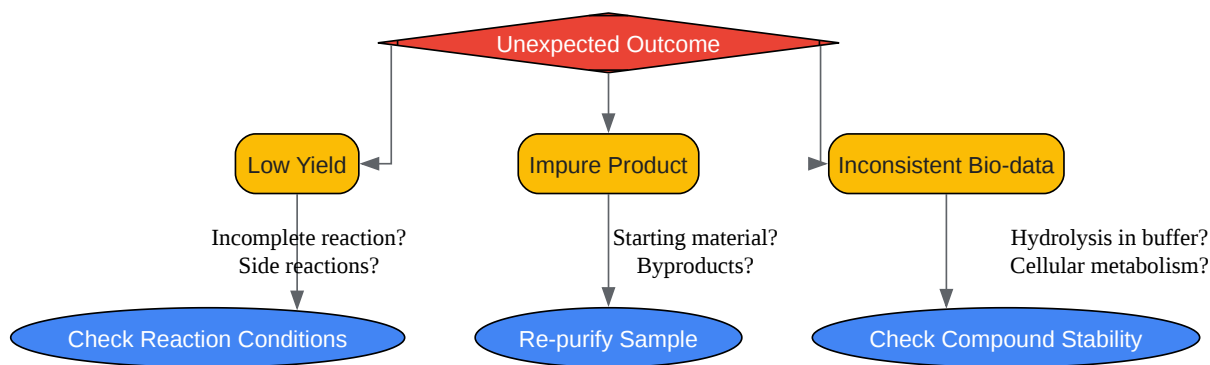 Unexpected Outcome
Low Yield
Impure Product
Inconsistent Bio-data
Incomplete reaction?
Side reactions?
Starting material?
Byproducts?
Hydrolysis in buffer?
Cellular metabolism?
Check Reaction Conditions
Re-purify Sample
Check Compound Stability